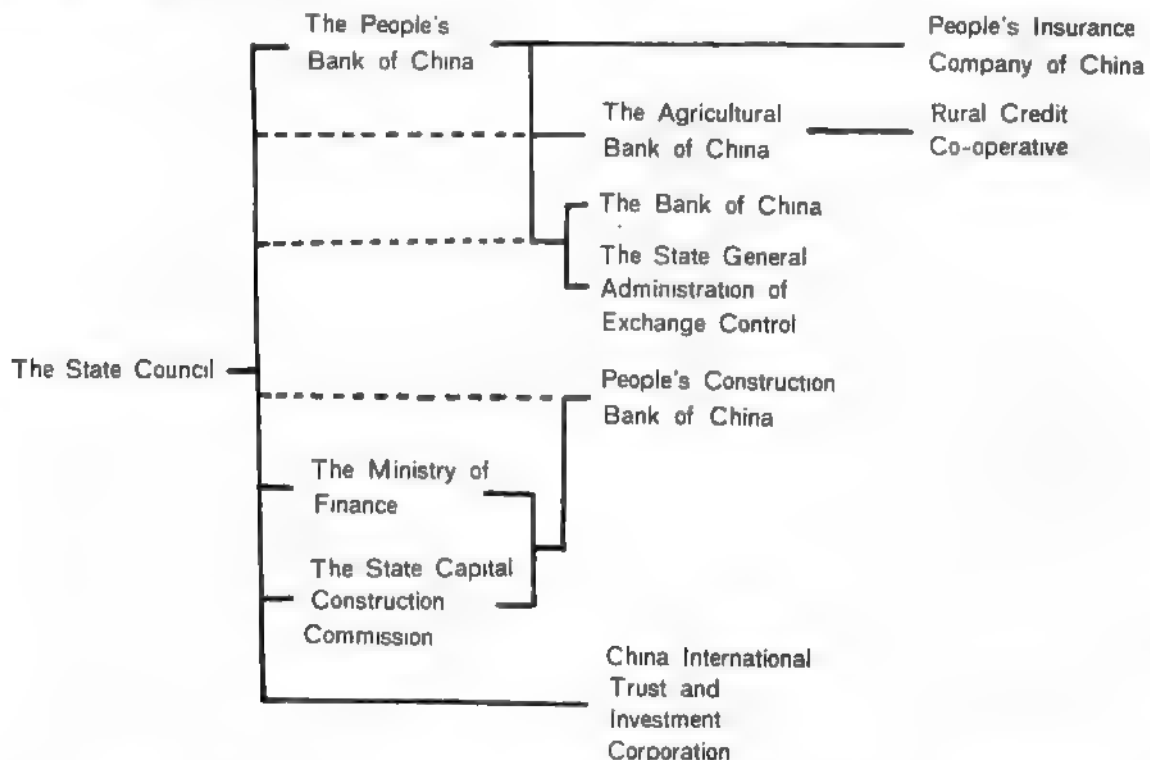 The People's
Bank of China
People's Insurance
Company of China
The Agricultural
Bank of China
Rural Credit
Co-operative
The Bank of China
The State General
Administration of
Exchange Control
The State Council
People's Construction
Bank of China
The Ministry of
Finance
The State Capital
Construction
Commission
China International
Trust and
Investment
Corporation